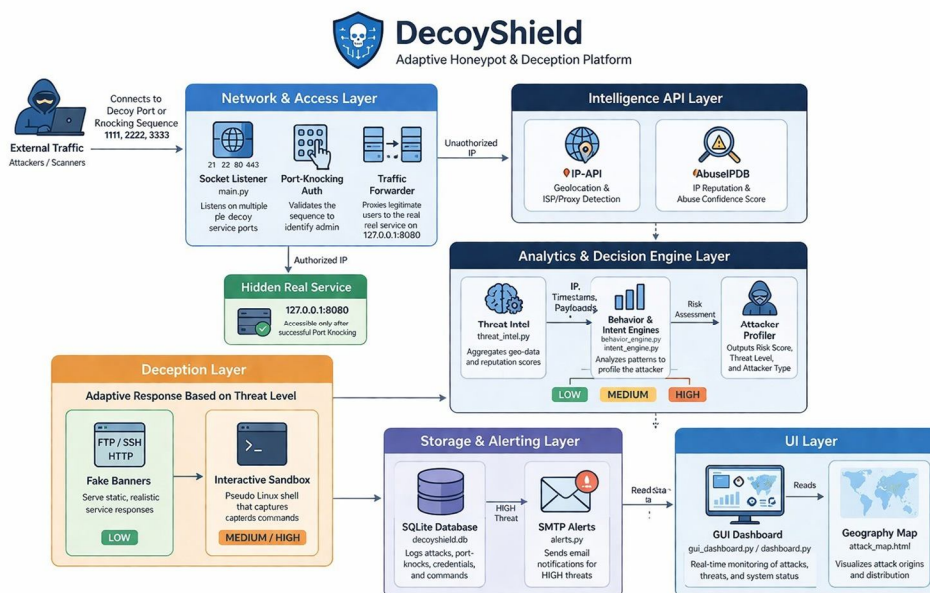 DecoyShield
Adaptive Honeypot & Deception Platform
External Traffic
Attackers / Scanners
Connects to
Decoy Port or
Knocking Sequence
1111, 2222, 3333
Network & Access Layer
21 22 80 443
Socket Listener
main.py
Listens on multiple
ple decoy
service ports
Port-Knocking
Auth
Validates the
sequence to
identify admin
Traffic
Forwarder
Proxies legitimate
users to the real
reel service on
127.0.0.1:8080
Unauthorized
IP
Intelligence API Layer
IP-API
Geolocation &
ISP/Proxy Detection
AbuseIPDB
IP Reputation &
Abuse Confidence Score
Authorized IP
Hidden Real Service
127.0.0.1:8080
Accessible only after
successful Port Knocking
Analytics & Decision Engine Layer
Threat Intel
threat_intel.py
Aggregates geo-data
and reputation scores
IP,
Timestamps,
Payloads
Behavior &
Intent Engines
behavior_engine.py
intent_engine.py
Analyzes patterns to
profile the attacker
Risk
Assessment
Attacker
Profiler
Outputs Risk Score,
Threat Level,
and Attacker Type
LOW
MEDIUM
HIGH
Deception Layer
Adaptive Response Based on Threat Level
FTP / SSH
HTTP
Fake Banners
Serve static, realistic
service responses
LOW
>_
Interactive Sandbox
Pseudo Linux shell
that captures
capterds commands
MEDIUM / HIGH
Storage & Alerting Layer
SQLite Database
decoyshield.db
Logs attacks, port-
knocks, credentials,
and commands
HIGH
Threat
SMTP Alerts
alerts.py
Sends email
notifications for
HIGH threats
UI Layer
GUI Dashboard
gui_dashboard.py / dashboard.py
Real-time monitoring of attacks,
threats, and system status
Reads
Geography Map
attack_map.html
Visualizes attack origins
and distribution